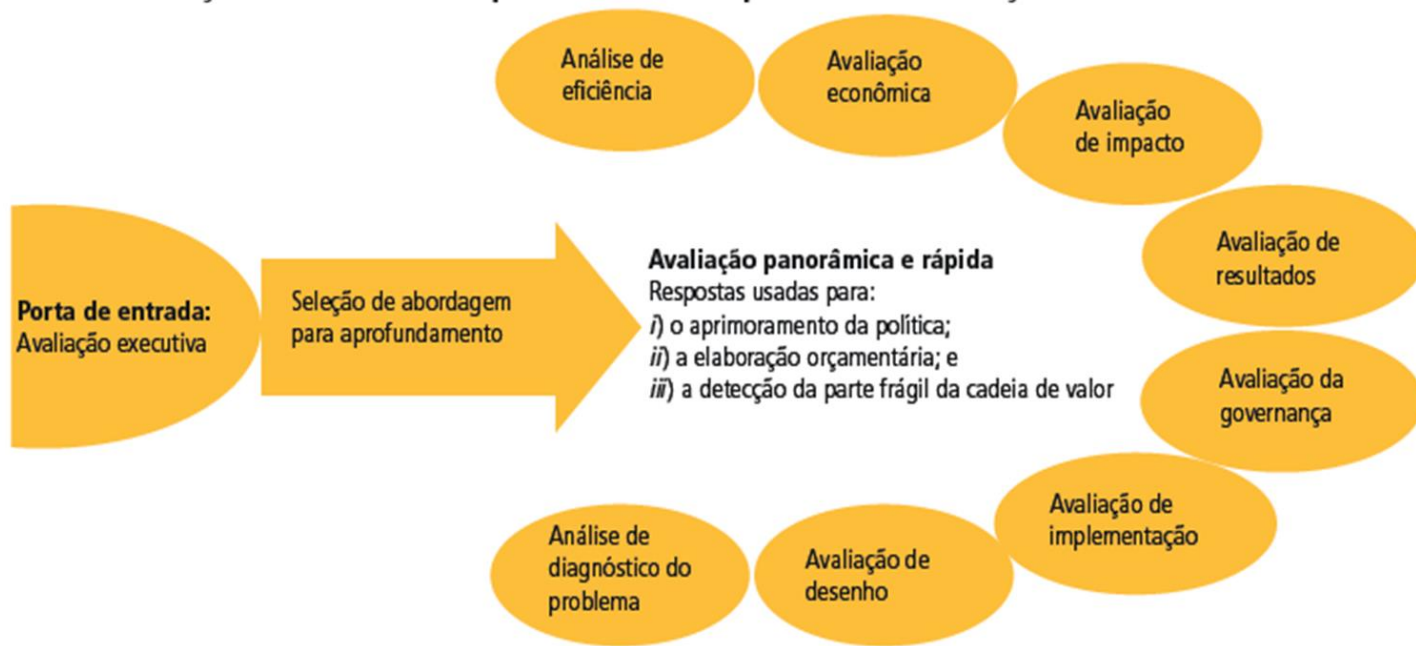 Porta de entrada:
Avaliação executiva
Seleção de abordagem
para aprofundamento
Avaliação panorâmica e rápida
Respostas usadas para:
i) o aprimoramento da política;
ii) a elaboração orçamentária; e
iii) a detecção da parte frágil da cadeia de valor
Análise de
eficiência
Avaliação
econômica
Avaliação
de impacto
Avaliação de
resultados
Avaliação da
governança
Avaliação de
implementação
Avaliação de
desenho
Análise de
diagnóstico do
problema